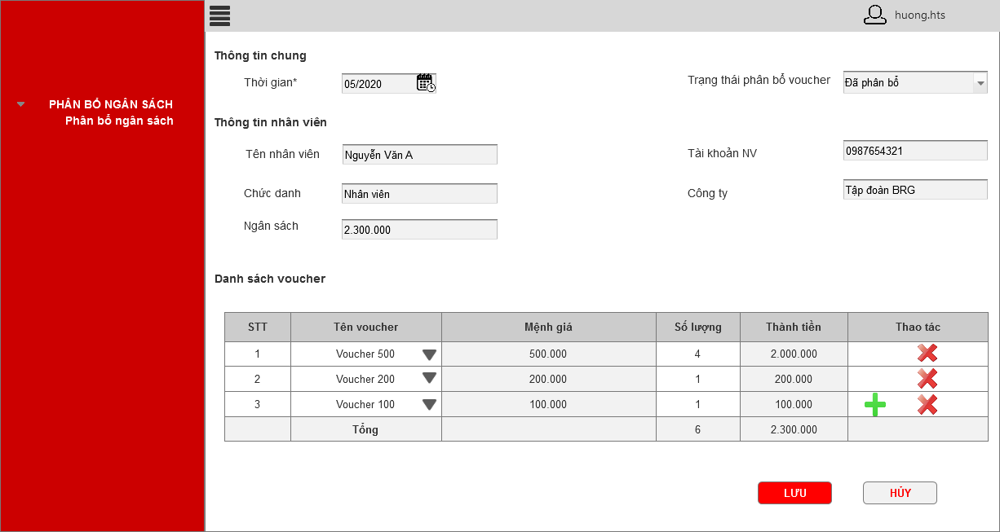 huong.hts
PHÂN BỔ NGÂN SÁCH
Phân bổ ngân sách
Thông tin chung
Thời gian* 05/2020 Trạng thái phân bổ voucher Đã phân bổ
Thông tin nhân viên
Tên nhân viên Nguyễn Văn A Tài khoản NV 0987654321
Chức danh Nhân viên Công ty Tập đoàn BRG
Ngân sách 2.300.000
Danh sách voucher
STT Tên voucher Mệnh giá Số lượng Thành tiền Thao tác
1 Voucher 500 500.000 4 2.000.000
2 Voucher 200 200.000 1 200.000
3 Voucher 100 100.000 1 100.000
Tổng 6 2.300.000
LƯU HỦY